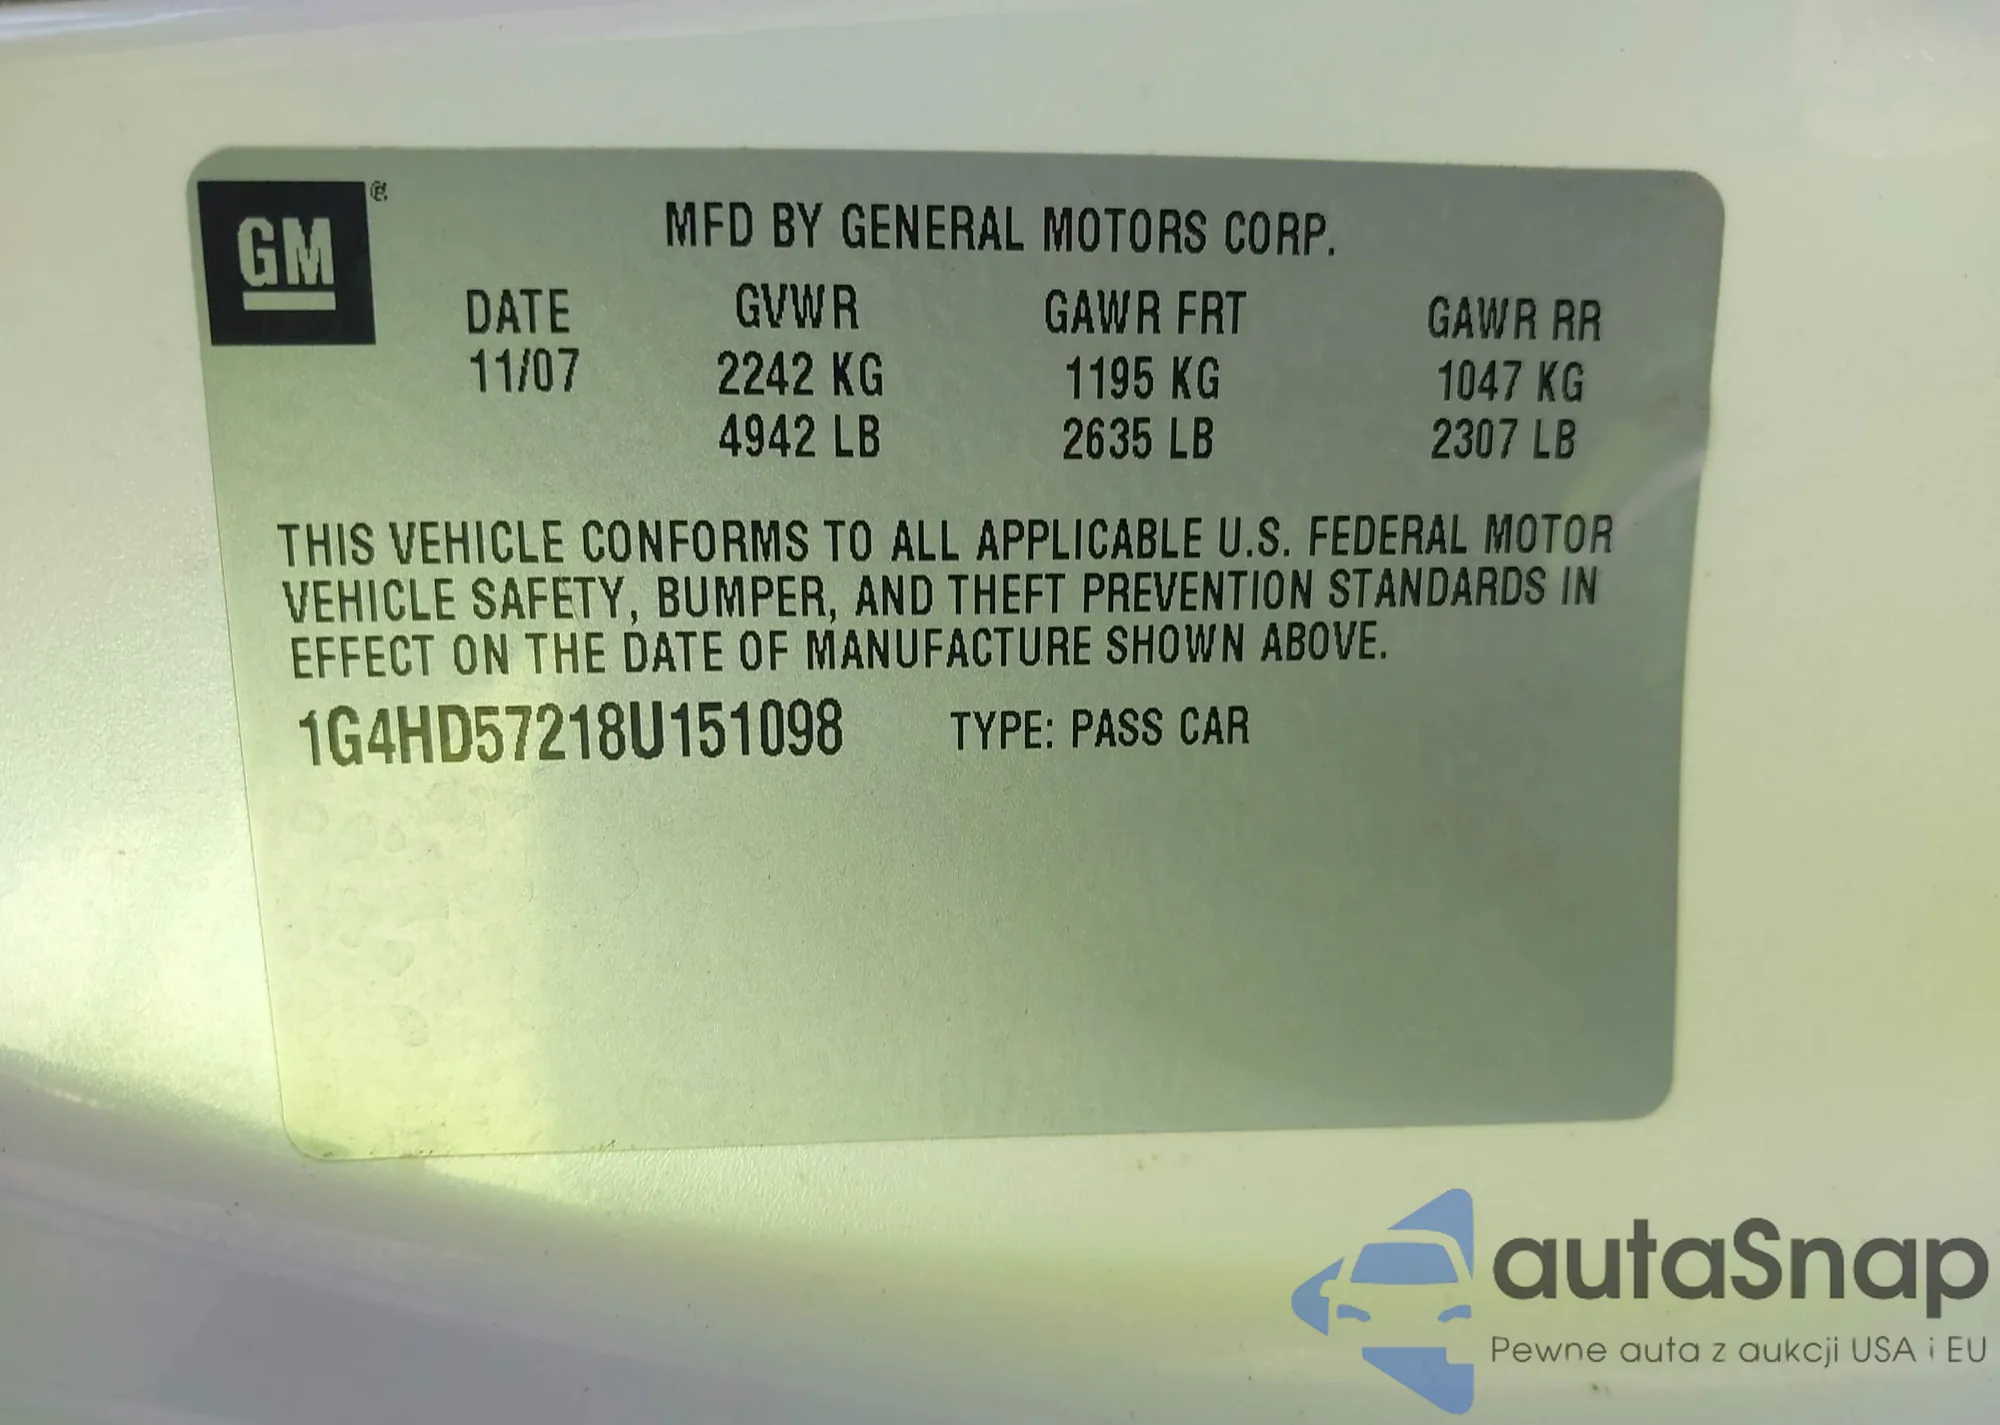 GM ®
MFD BY GENERAL MOTORS CORP.
DATE GVWR GAWR FRT GAWR RR
11/07 2242 KG 1195 KG 1047 KG
4942 LB 2635 LB 2307 LB
THIS VEHICLE CONFORMS TO ALL APPLICABLE U.S. FEDERAL MOTOR
VEHICLE SAFETY, BUMPER, AND THEFT PREVENTION STANDARDS IN
EFFECT ON THE DATE OF MANUFACTURE SHOWN ABOVE.
1G4HD57218U151098 TYPE: PASS CAR
autaSnap
Pewne auta z aukcji USA i EU